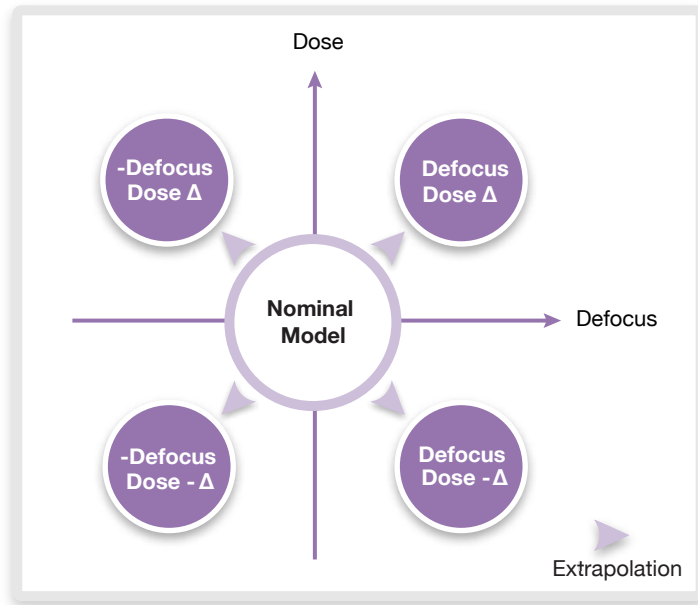 Dose
-Defocus
Dose Δ
Defocus
Dose Δ
Nominal
Model
Defocus
-Defocus
Dose - Δ
Defocus
Dose - Δ
Extrapolation